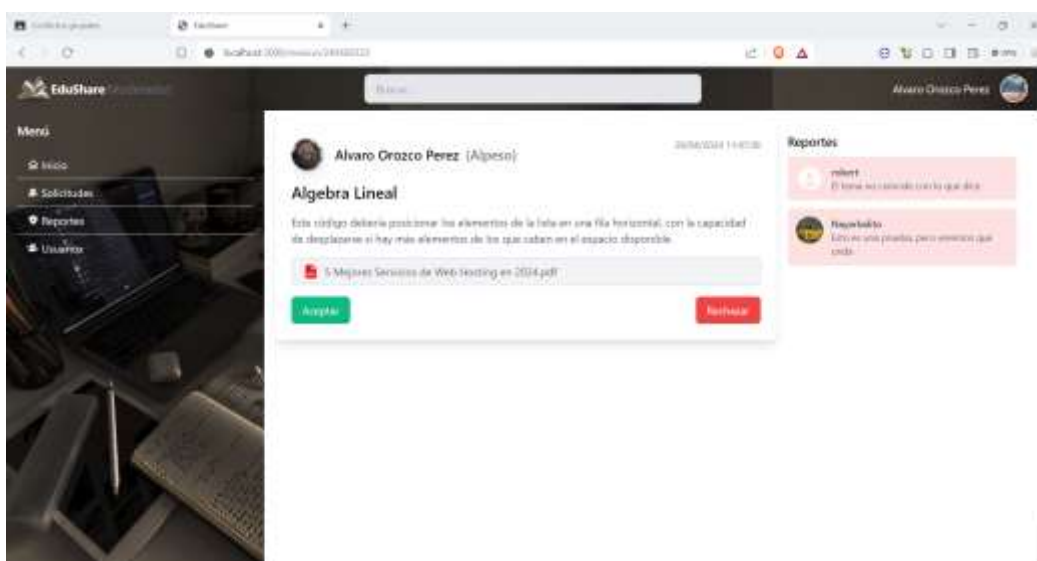 EduShare
EduShare
Buscar...
Alvaro Orozco Perez
Menú
Inicio
Solicitudes
Reportes
Usuarios
Alvaro Orozco Perez (Alpeso)
Algebra Lineal
Este código debería posicionar los elementos de la lista en una fila horizontal, con la capacidad
de desplazarse si hay más elementos de los que caben en el espacio disponible.
5 Mejores Servicios de Web Hosting en 2024.pdf
Aceptar
Rechazar
Reportes
robert
El tema no coincide con lo que dice
Esto es una prueba, pero veremos que
onda